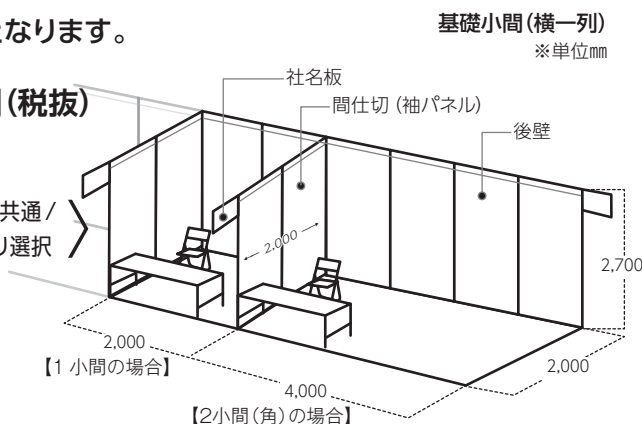 となります。
基礎小間(横一列)
※単位㎜
(税抜)
社名板
間仕切(袖パネル)
後壁
共通/
選択
2,000
2,700
2,000
【1小間の場合】
4,000
【2小間(角)の場合】
2,000